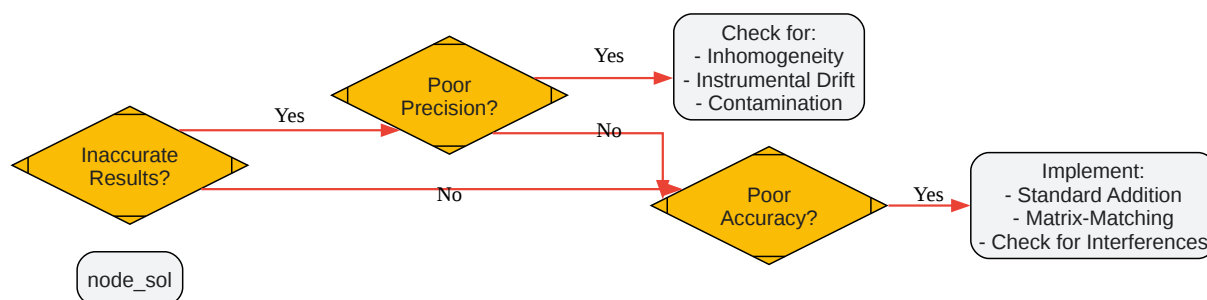 Inaccurate
Results?
Yes
Poor
Precision?
Yes
Check for:
- Inhomogeneity
- Instrumental Drift
- Contamination
No
No
Poor
Accuracy?
Yes
Implement:
- Standard Addition
- Matrix-Matching
- Check for Interferences
node_sol